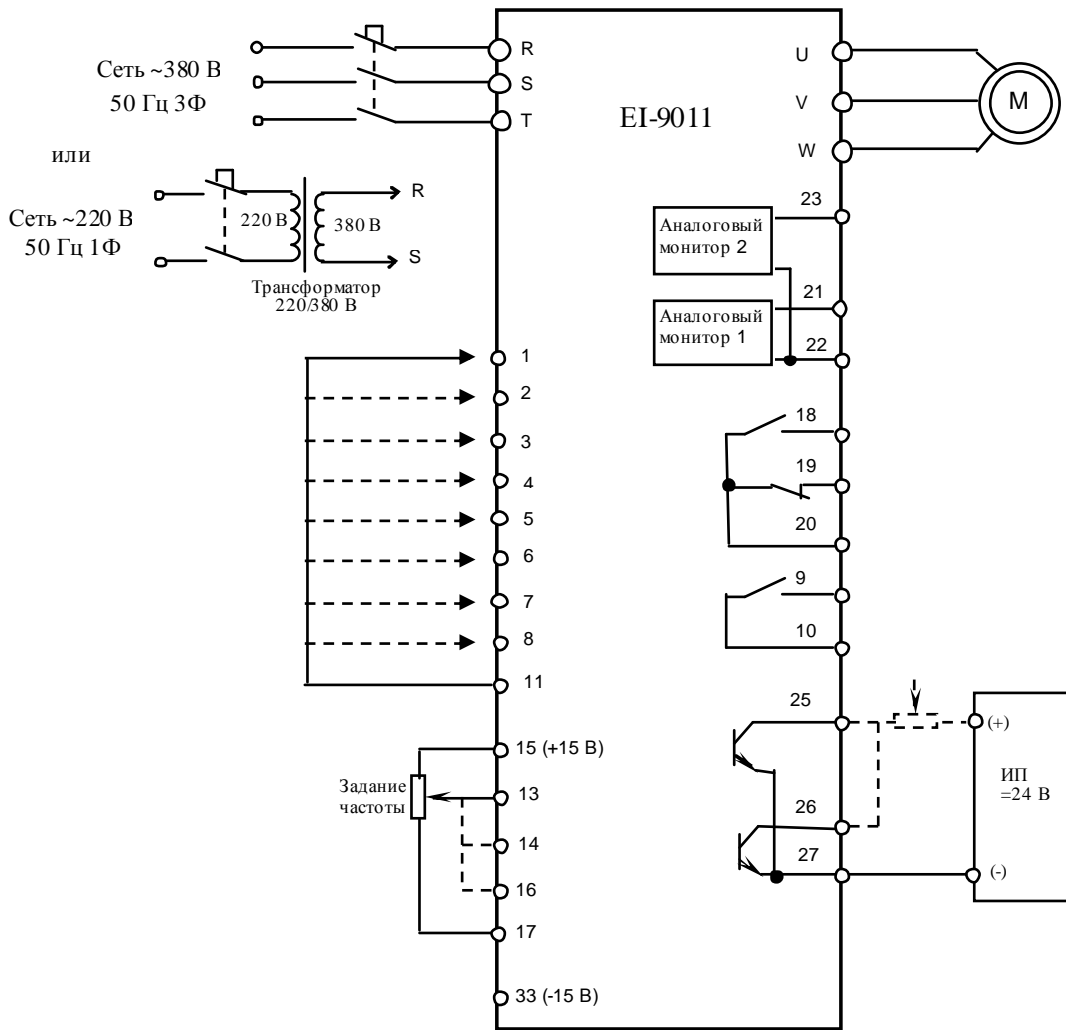 Сеть ~380 В
50 Гц 3Ф
или
Сеть ~220 В
50 Гц 1Ф
220 В
380 В
R
S
Трансформатор
220/380 В
R
S
T
EI-9011
U
V
W
M
23
Аналоговый
монитор 2
21
Аналоговый
монитор 1
22
1
2
3
4
5
6
7
8
11
18
19
20
9
10
15 (+15 В)
Задание
частоты
13
14
16
17
33 (-15 В)
25
26
27
(+)
ИП
=24 В
(-)